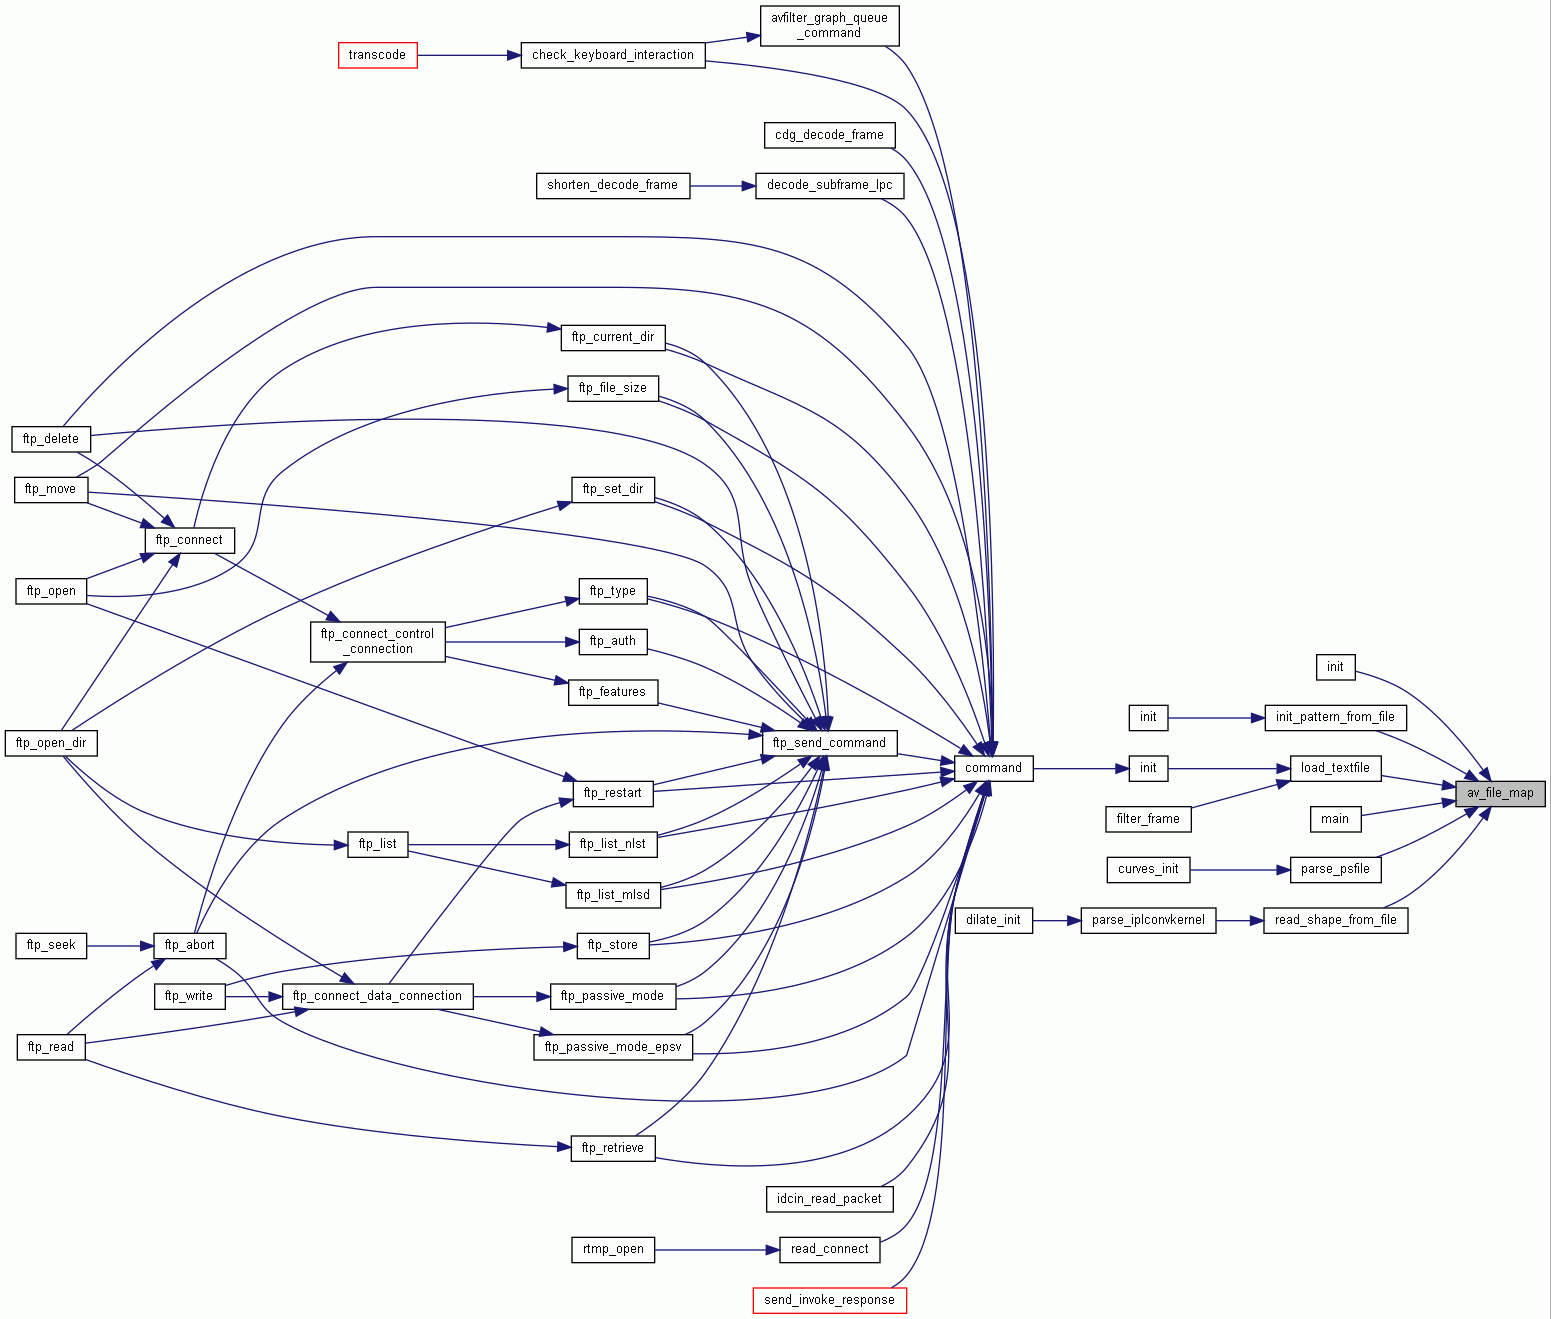 avfilter_graph_queue
_command
transcode
check_keyboard_interaction
cdg_decode_frame
shorten_decode_frame
decode_subframe_lpc
ftp_current_dir
ftp_file_size
ftp_delete
ftp_move
ftp_set_dir
ftp_connect
ftp_open
ftp_type
ftp_connect_control
_connection
ftp_auth
ftp_features
init
init
init_pattern_from_file
ftp_open_dir
ftp_send_command
command
init
load_textfile
ftp_restart
av_file_map
filter_frame
main
ftp_list
ftp_list_nlst
curves_init
parse_psfile
ftp_list_mlsd
dilate_init
parse_iplconvkernel
read_shape_from_file
ftp_seek
ftp_abort
ftp_store
ftp_write
ftp_connect_data_connection
ftp_passive_mode
ftp_read
ftp_passive_mode_epsv
ftp_retrieve
idcin_read_packet
rtmp_open
read_connect
send_invoke_response